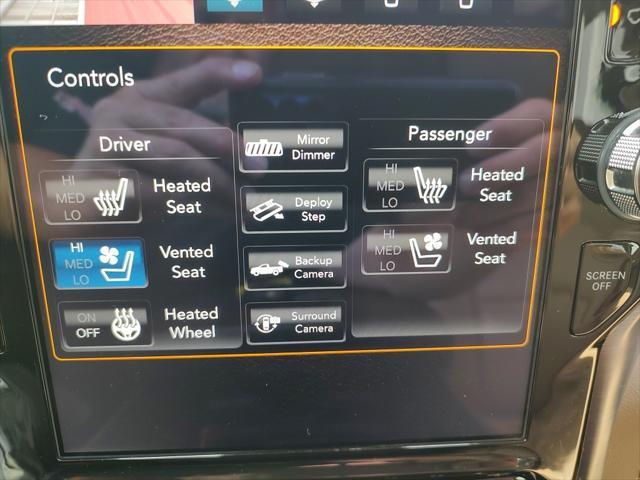 Controls
Driver
HI
MED
LO
Heated
Seat
HI
MED
LO
Vented
Seat
ON
OFF
Heated
Wheel
Mirror
Dimmer
Deploy
Step
Backup
Camera
Surround
Camera
Passenger
HI
MED
LO
Heated
Seat
HI
MED
LO
Vented
Seat
SCREEN
OFF